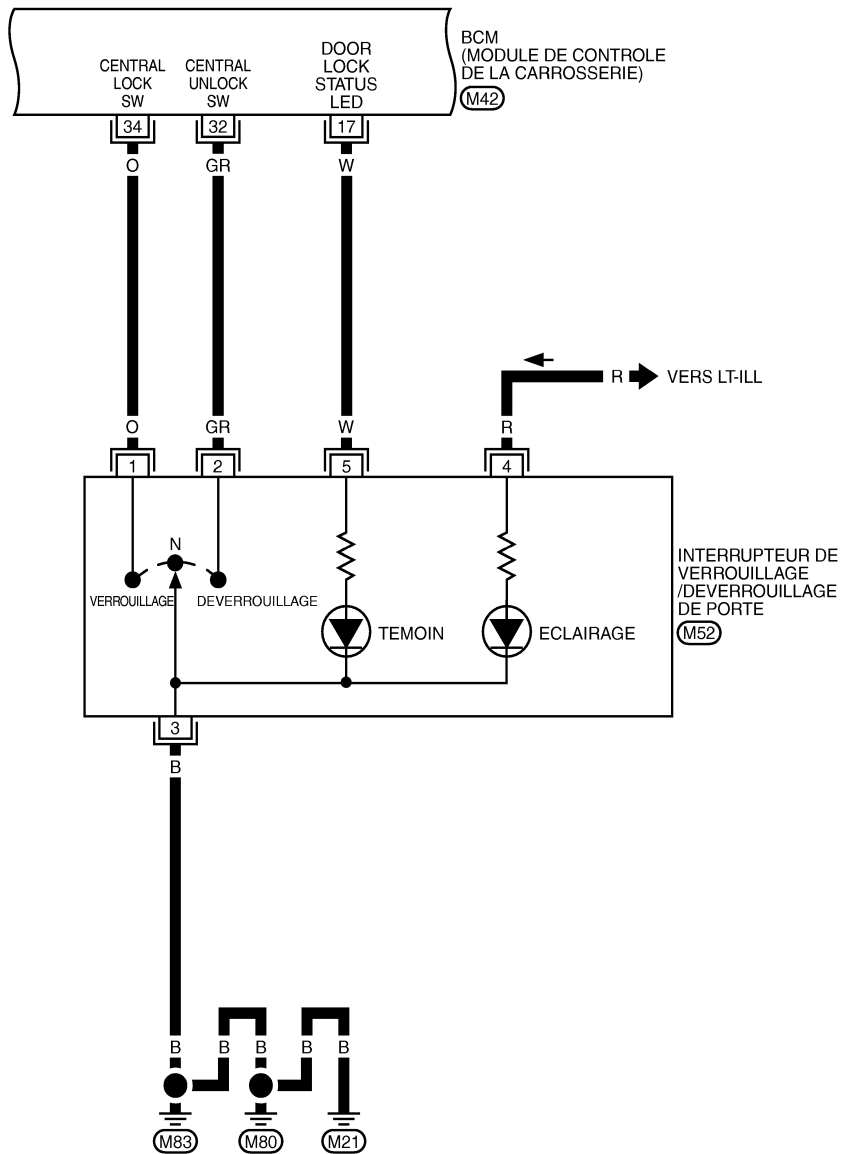 BCM
(MODULE DE CONTROLE
DE LA CARROSSERIE)
M42
CENTRAL
LOCK
SW
CENTRAL
UNLOCK
SW
DOOR
LOCK
STATUS
LED
34
32
17
O
GR
W
R
VERS LT-ILL
O
GR
W
R
1
2
5
4
N
VERROUILLAGE
DEVERROUILLAGE
TEMOIN
ECLAIRAGE
INTERRUPTEUR DE
VERROUILLAGE
/DEVERROUILLAGE
DE PORTE
M52
3
B
B
B
B
B
B
M83
M80
M21